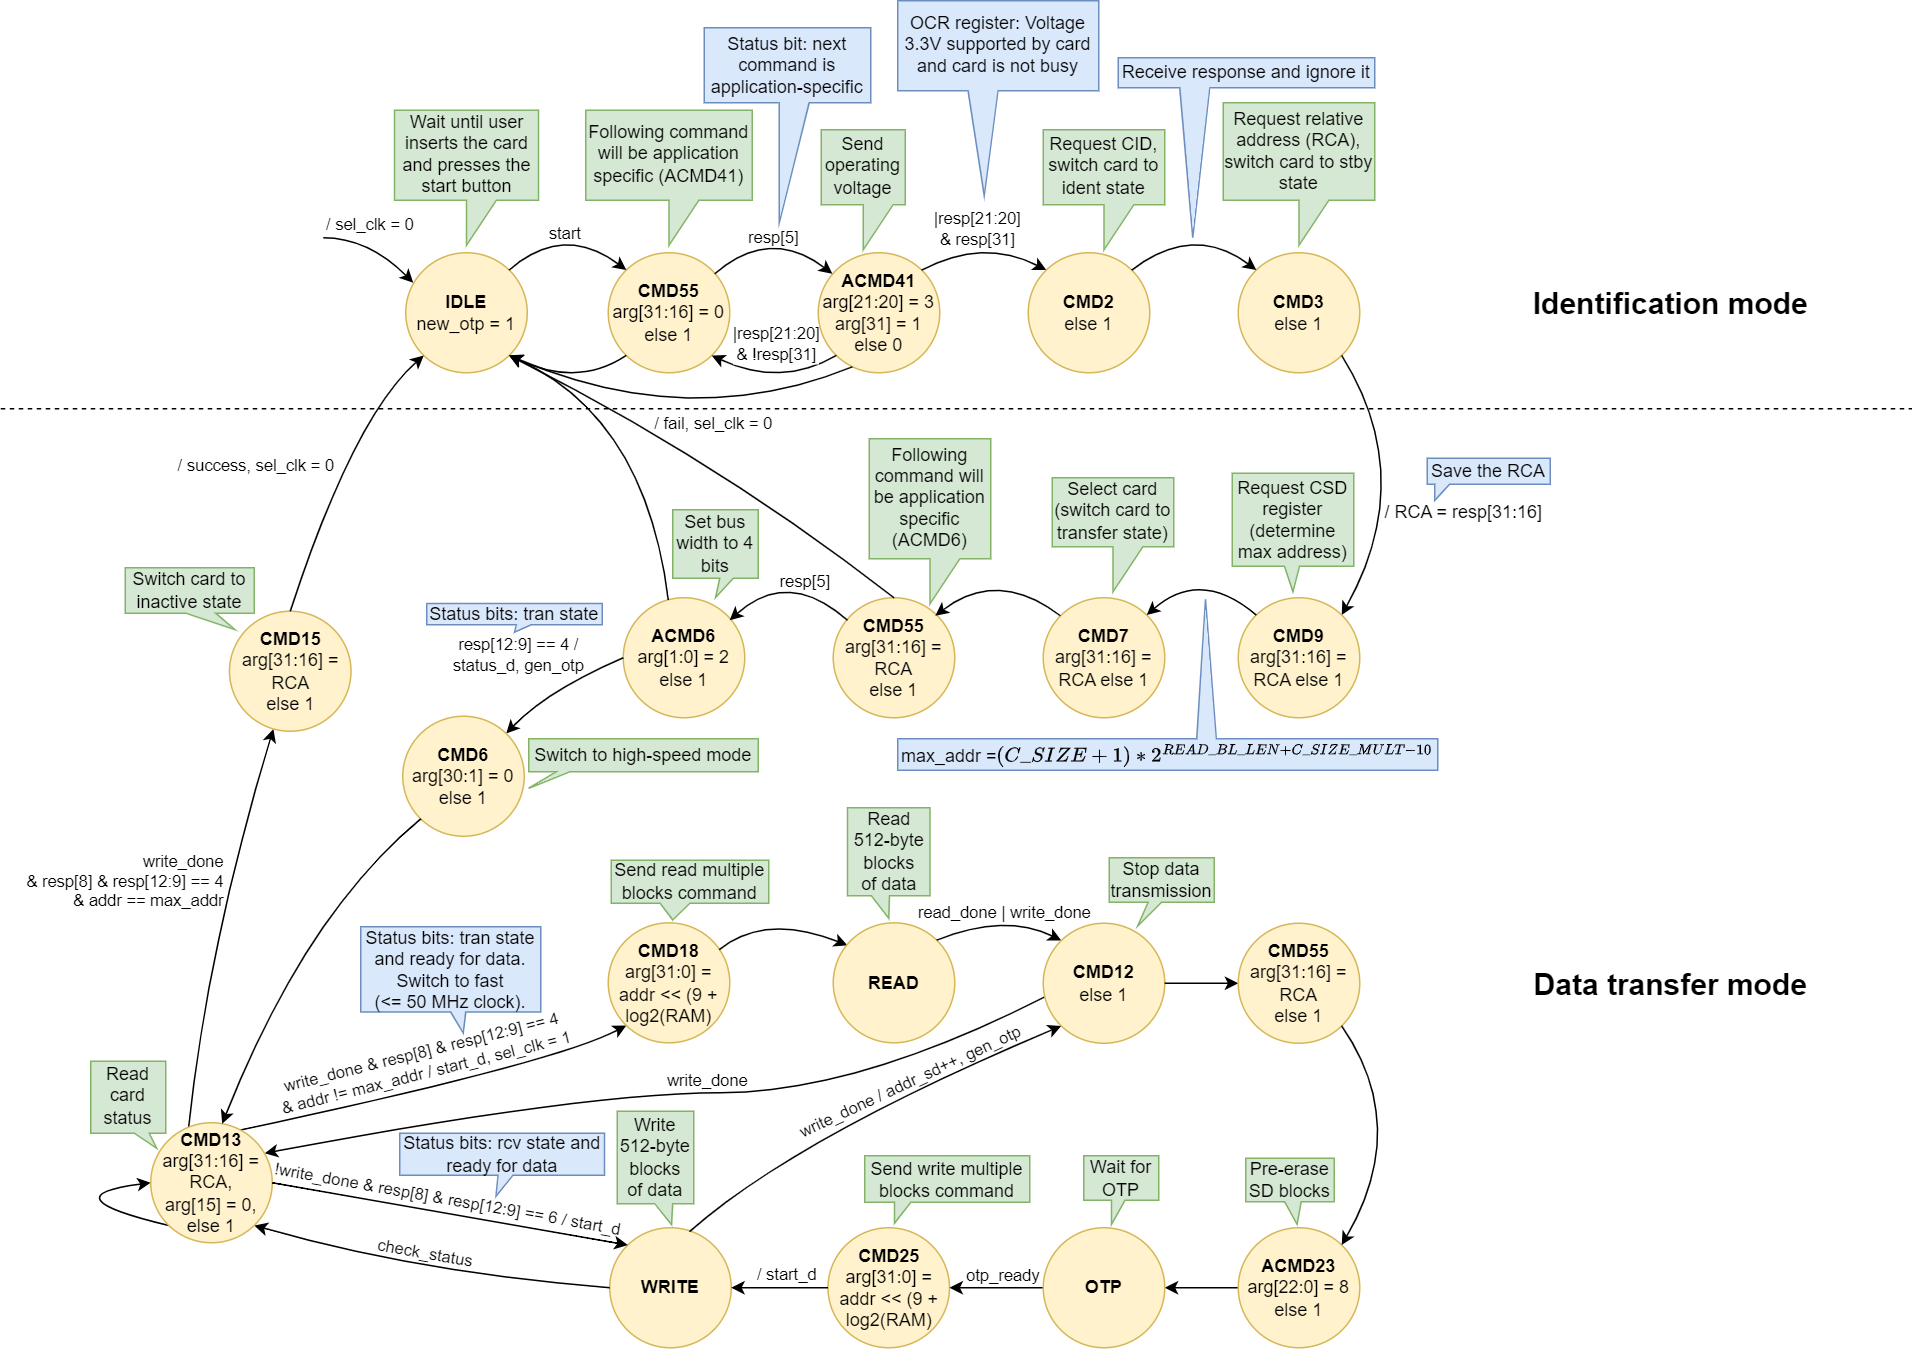 OCR register: Voltage
3.3V supported by card
and card is not busy
Status bit: next
command is
application-specific
Receive response and ignore it
Wait until user
inserts the card
and presses the
start button
Following command
will be application
specific (ACMD41)
Send
operating
voltage
Request CID,
switch card to
ident state
Request relative
address (RCA),
switch card to stby
state
/ sel_clk = 0
start
resp[5]
|resp[21:20]
& resp[31]
IDLE
new_otp = 1
CMD55
arg[31:16] = 0
else 1
|resp[21:20]
& !resp[31]
ACMD41
arg[21:20] = 3
arg[31] = 1
else 0
CMD2
else 1
CMD3
else 1
Identification mode
/ fail, sel_clk = 0
/ success, sel_clk = 0
Following
command will
be application
specific
(ACMD6)
Select card
(switch card to
transfer state)
Request CSD
register
(determine
max address)
Save the RCA
/ RCA = resp[31:16]
Set bus
width to 4
bits
resp[5]
Switch card to
inactive state
Status bits: tran state
resp[12:9] == 4 /
status_d, gen_otp
CMD15
arg[31:16] =
RCA
else 1
ACMD6
arg[1:0] = 2
else 1
CMD55
arg[31:16] =
RCA
else 1
CMD7
arg[31:16] =
RCA else 1
CMD9
arg[31:16] =
RCA else 1
CMD6
arg[30:1] = 0
else 1
Switch to high-speed mode
max_addr =(C_SIZE + 1) * 2^{READ_BL_LEN+C_SIZE_MULT−10}
write_done
& resp[8] & resp[12:9] == 4
& addr == max_addr
Send read multiple
blocks command
Read
512-byte
blocks
of data
Stop data
transmission
read_done | write_done
Status bits: tran state
and ready for data.
Switch to fast
(<= 50 MHz clock).
CMD18
arg[31:0] =
addr << (9 +
log2(RAM)
READ
CMD12
else 1
CMD55
arg[31:16] =
RCA
else 1
Data transfer mode
write_done & resp[8] & resp[12:9] == 4
& addr != max_addr / start_d, sel_clk = 1
write_done
write_done / addr_sd++, gen_otp
Read
card
status
Status bits: rcv state and
ready for data
Write
512-byte
blocks
of data
Send write multiple
blocks command
Wait for
OTP
Pre-erase
SD blocks
CMD13
arg[31:16] =
RCA,
arg[15] = 0,
else 1
!write_done & resp[8] & resp[12:9] == 6 / start_d
check_status
WRITE
/ start_d
CMD25
arg[31:0] =
addr << (9 +
log2(RAM)
otp_ready
OTP
ACMD23
arg[22:0] = 8
else 1